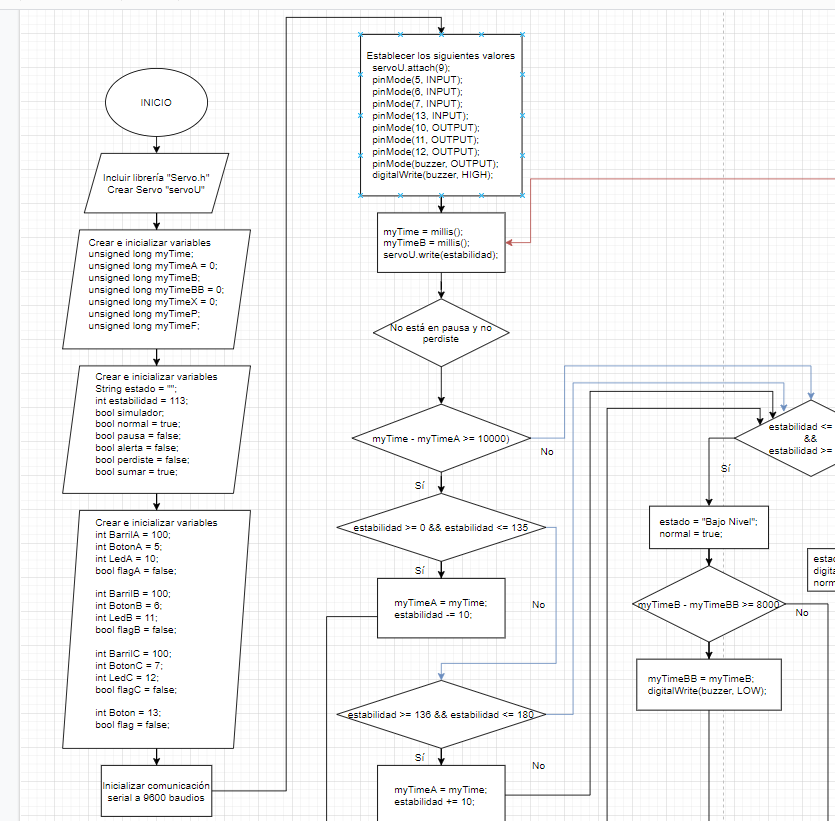 INICIO
Incluir librería "Servo.h"
Crear Servo "servoU"
Crear e inicializar variables
unsigned long myTime;
unsigned long myTimeA = 0;
unsigned long myTimeB;
unsigned long myTimeBB = 0;
unsigned long myTimeX = 0;
unsigned long myTimeP;
unsigned long myTimeF;
Crear e inicializar variables
String estado = "";
int estabilidad = 113;
bool simulador;
bool normal = true;
bool pausa = false;
bool alerta = false;
bool perdiste = false;
bool sumar = true;
Crear e inicializar variables
int BarrilA = 100;
int BotonA = 5;
int LedA = 10;
bool flagA = false;
int BarrilB = 100;
int BotonB = 6;
int LedB = 11;
bool flagB = false;
int BarrilC = 100;
int BotonC = 7;
int LedC = 12;
bool flagC = false;
int Boton = 13;
bool flag = false;
Inicializar comunicación
serial a 9600 baudios
Establecer los siguientes valores
servoU.attach(9);
pinMode(5, INPUT);
pinMode(6, INPUT);
pinMode(7, INPUT);
pinMode(13, INPUT);
pinMode(10, OUTPUT);
pinMode(11, OUTPUT);
pinMode(12, OUTPUT);
pinMode(buzzer, OUTPUT);
digitalWrite(buzzer, HIGH);
myTime = millis();
myTimeB = millis();
servoU.write(estabilidad);
No está en pausa y no
perdiste
myTime - myTimeA >= 10000)
No
Sí
estabilidad >= 0 && estabilidad <= 135
Sí
No
myTimeA = myTime;
estabilidad -= 10;
estabilidad >= 136 && estabilidad <= 180
Sí
No
myTimeA = myTime;
estabilidad += 10;
estabilidad <=
&&
estabilidad >=
Sí
estado = "Bajo Nivel";
normal = true;
myTimeB - myTimeBB >= 8000
No
myTimeBB = myTimeB;
digitalWrite(buzzer, LOW);
estad
digita
norm